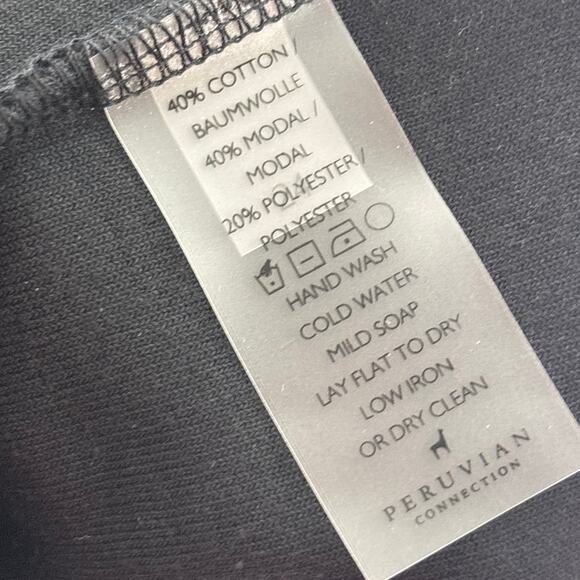 40% COTTON /
BAUMWOLLE
40% MODAL /
MODAL
20% POLYESTER /
POLYESTER
HAND WASH
COLD WATER
MILD SOAP
LAY FLAT TO DRY
LOW IRON
OR DRY CLEAN
PERUVIAN
CONNECTION